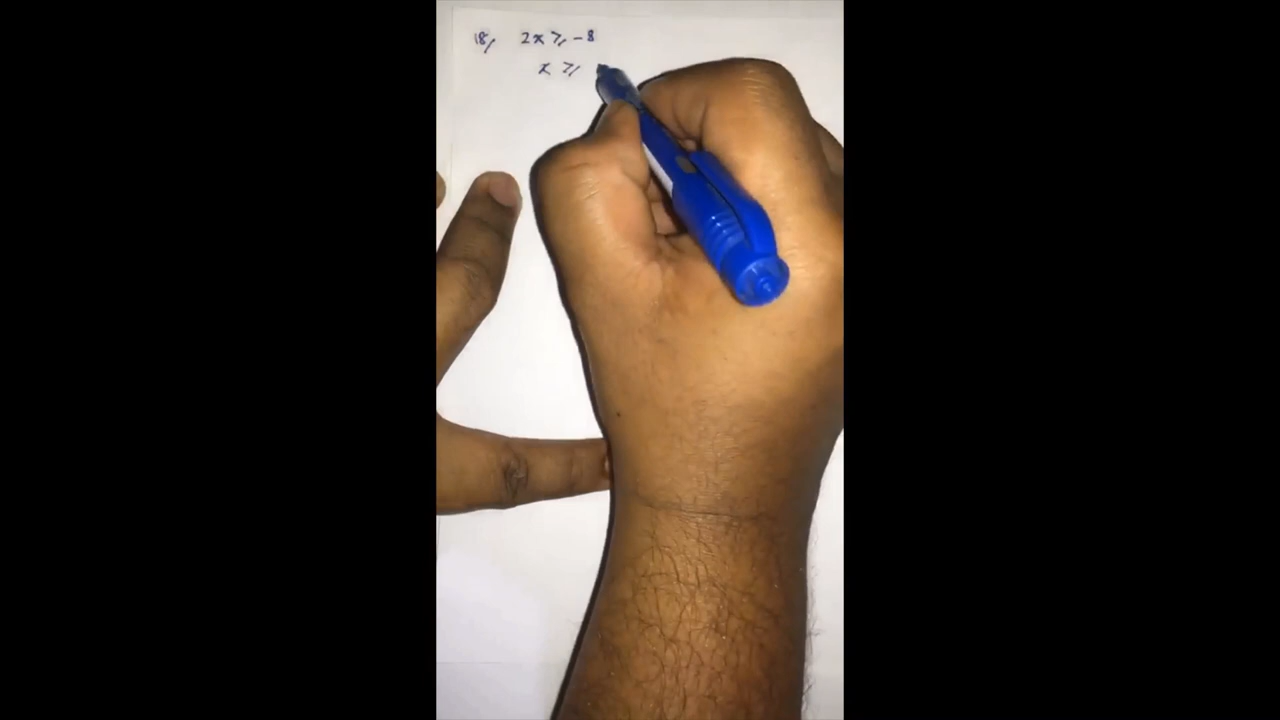 18, 2x ≥ -8
x ≥